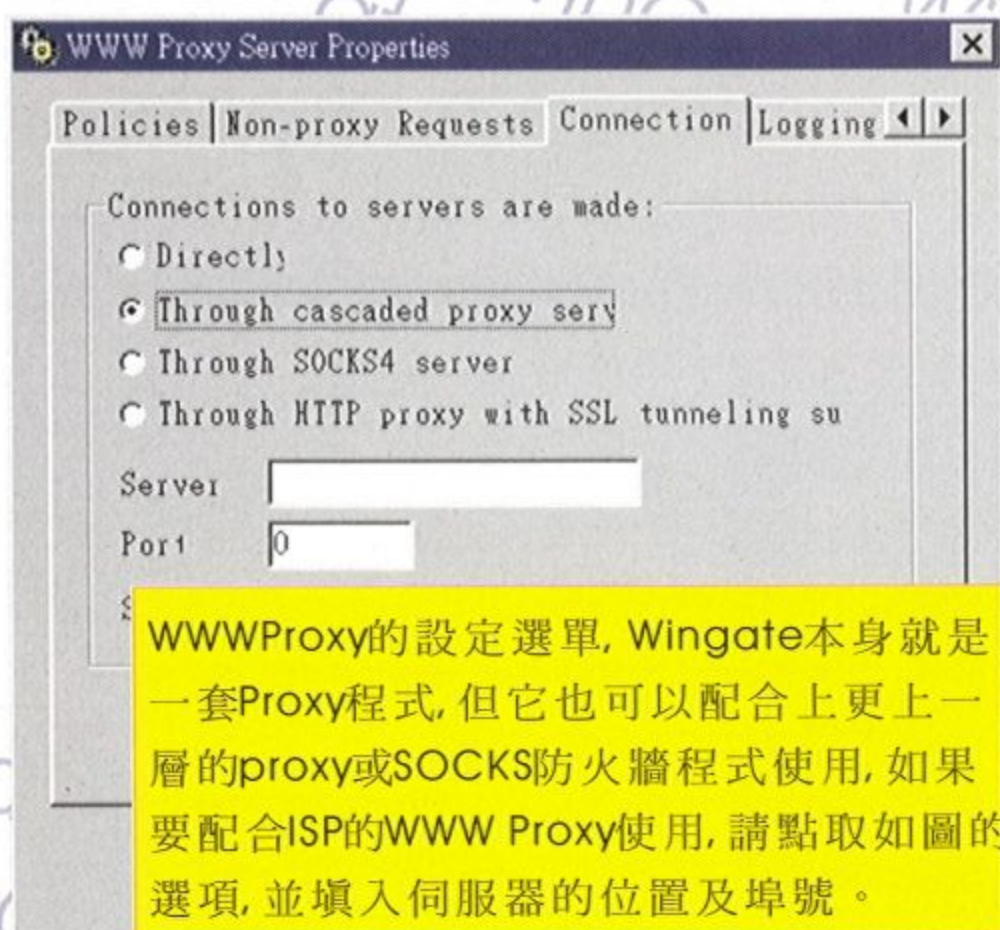 WWW Proxy Server Properties
Policies Non-proxy Requests Connection Logging
Connections to servers are made:
Directly
Through cascaded proxy serv
Through SOCKS4 server
Through HTTP proxy with SSL tunneling su
Server
Port 0
WWWProxy的設定選單, Wingate本身就是
一套Proxy程式, 但它也可以配合上更上一
層的proxy或SOCKS防火牆程式使用, 如果
要配合ISP的WWW Proxy使用, 請點取如圖的
選項, 並填入伺服器的位置及埠號。